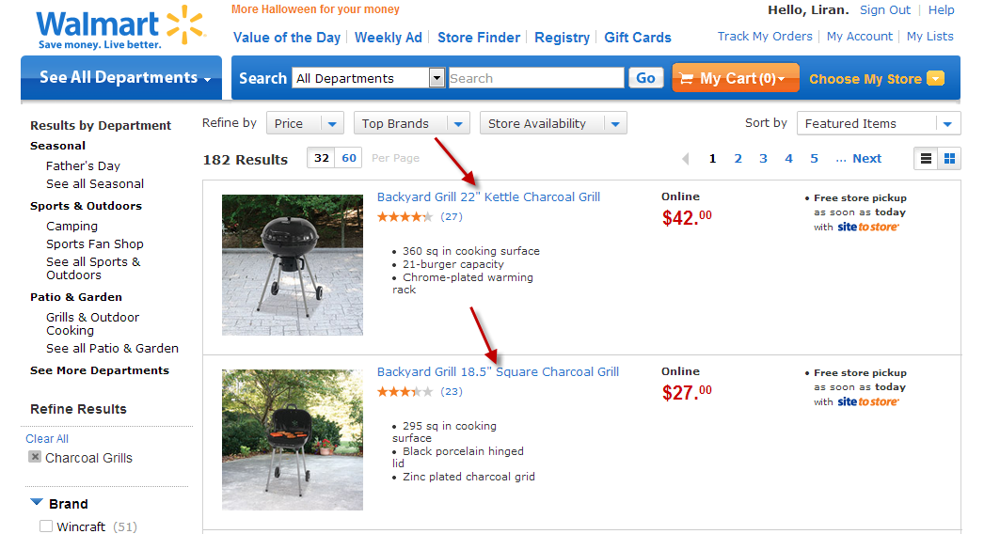 More Halloween for your money
Hello, Liran. Sign Out Help
Walmart
Save money. Live better.
Value of the Day Weekly Ad Store Finder Registry Gift Cards
Track My Orders My Account My Lists
See All Departments
Search All Departments Search Go My Cart (0) Choose My Store
Results by Department
Seasonal
Father's Day
See all Seasonal
Sports & Outdoors
Camping
Sports Fan Shop
See all Sports &
Outdoors
Patio & Garden
Grills & Outdoor
Cooking
See all Patio & Garden
See More Departments
Refine Results
Clear All
Charcoal Grills
Brand
Wincraft (51)
Refine by Price Top Brands Store Availability Sort by Featured Items
182 Results 32 60 Per Page 1 2 3 4 5 ... Next
Backyard Grill 22" Kettle Charcoal Grill
(27)
• 360 sq in cooking surface
• 21-burger capacity
• Chrome-plated warming
rack
Online
$42.00
• Free store pickup
as soon as today
with site to store
Backyard Grill 18.5" Square Charcoal Grill
(23)
• 295 sq in cooking
surface
• Black porcelain hinged
lid
• Zinc plated charcoal grid
Online
$27.00
• Free store pickup
as soon as today
with site to store